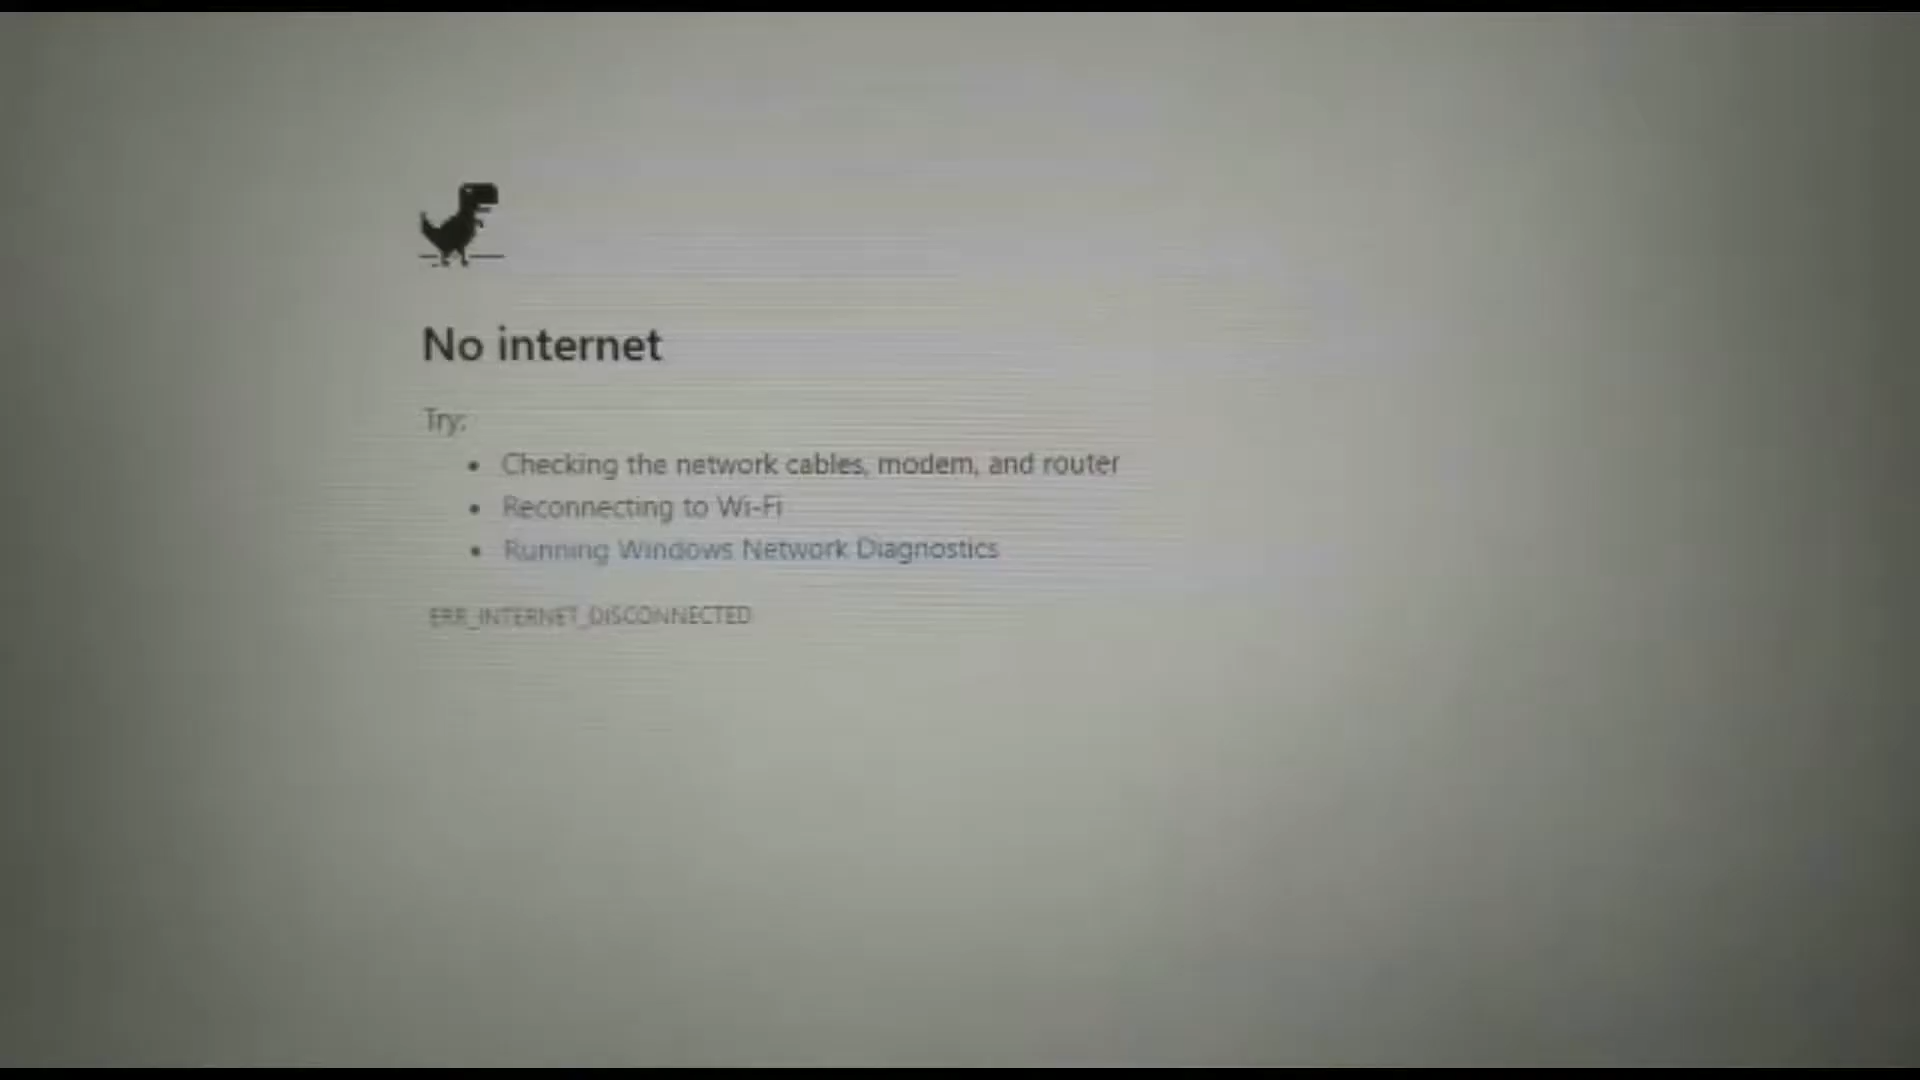 No internet
Try:
Checking the network cables, modem, and router
Reconnecting to Wi-Fi
Running Windows Network Diagnostics
ERR_INTERNET_DISCONNECTED